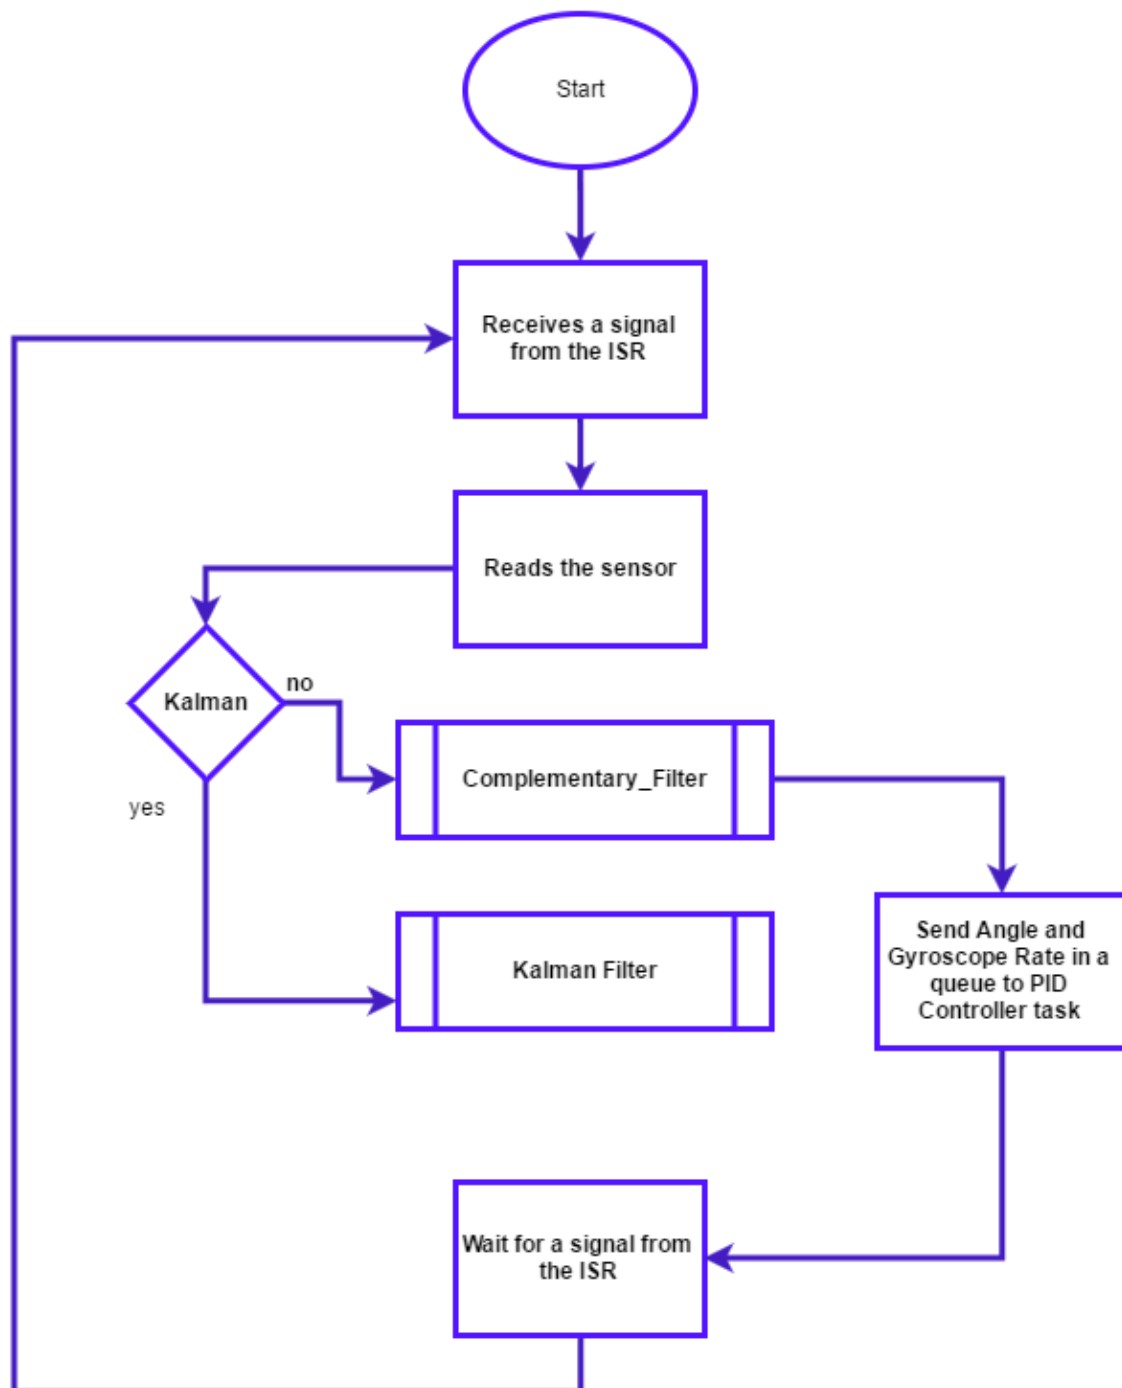 Start
Receives a signal
from the ISR
Reads the sensor
Kalman
no
yes
Complementary_Filter
Kalman Filter
Send Angle and
Gyroscope Rate in a
queue to PID
Controller task
Wait for a signal from
the ISR